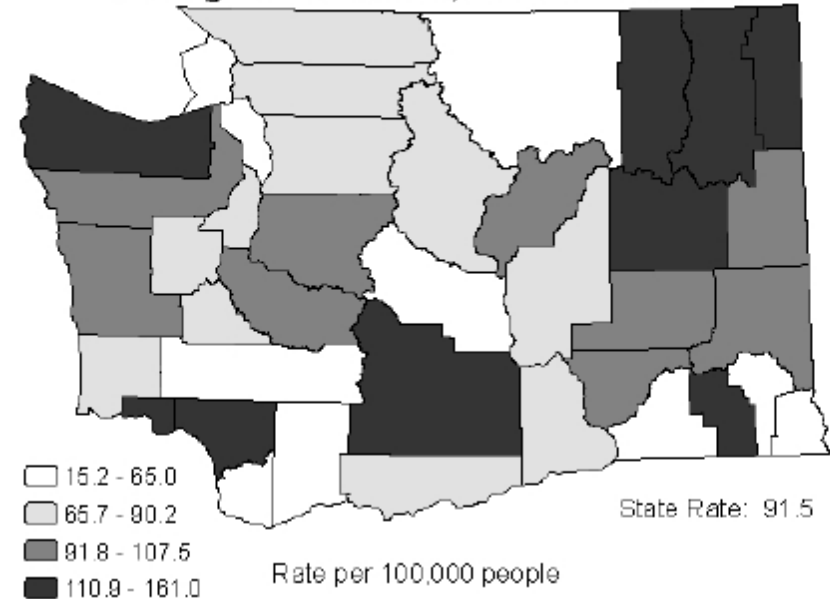 15.2 - 65.0
65.7 - 90.2
91.8 - 107.5
110.9 - 161.0
State Rate: 91.5
Rate per 100,000 people